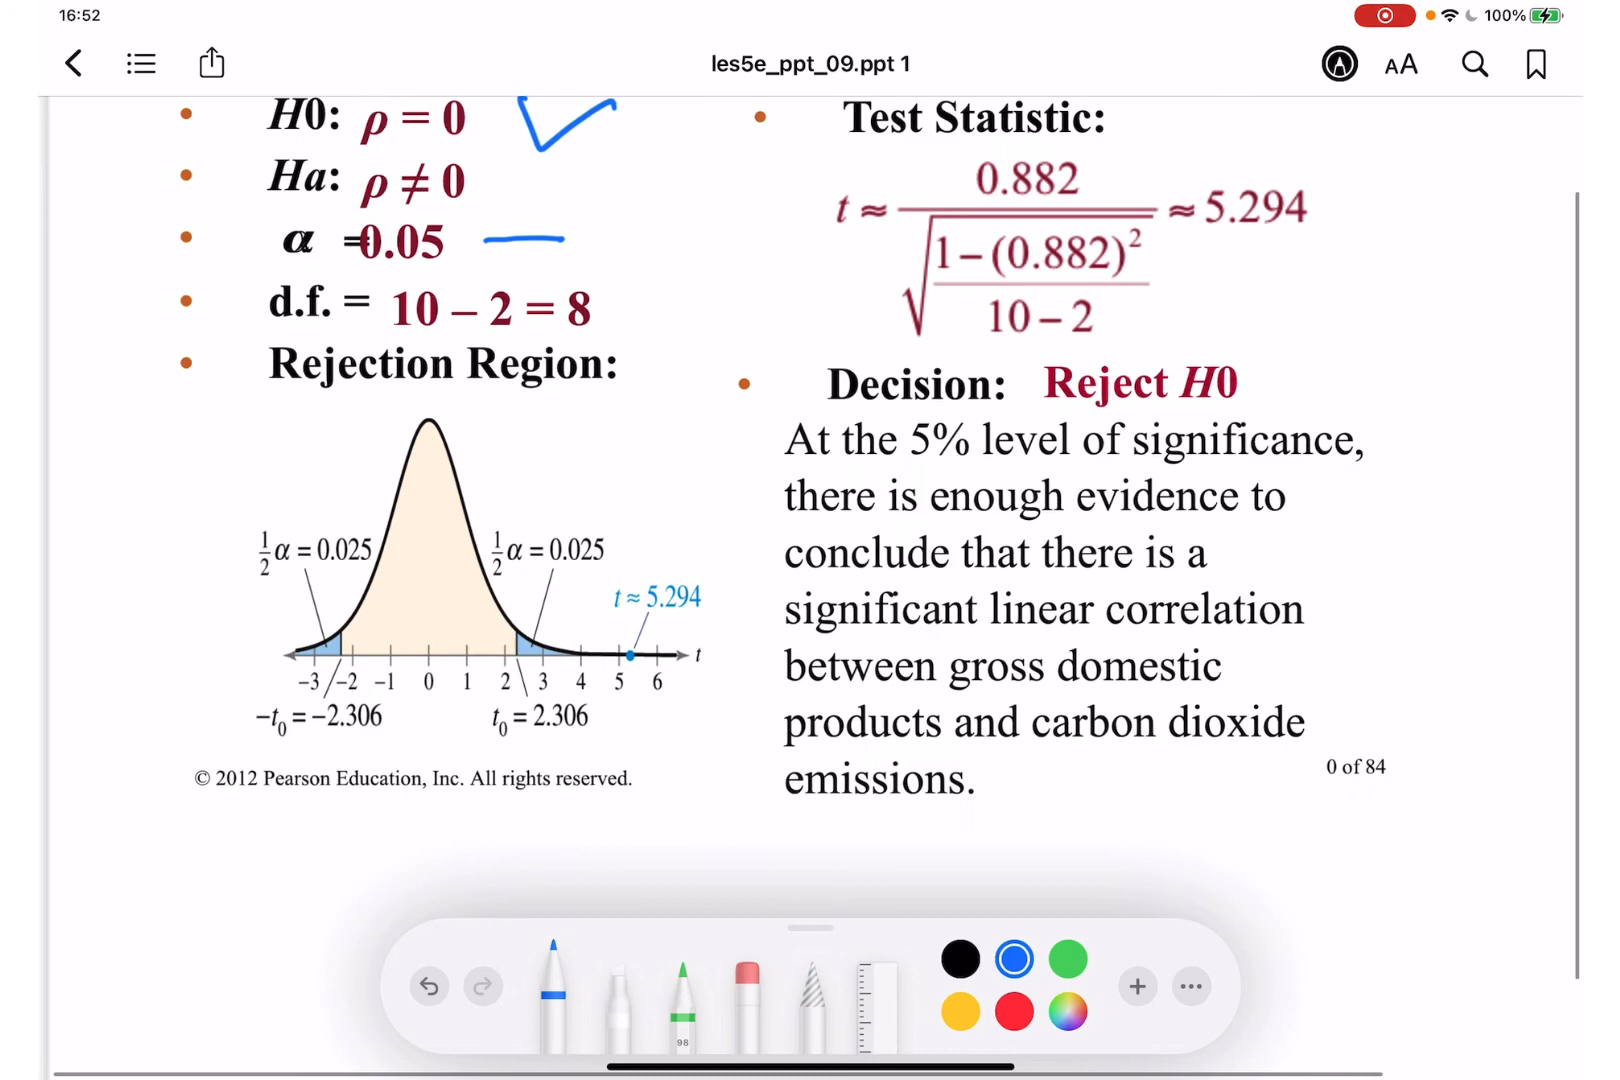 16:52
100%
les5e_ppt_09.ppt 1
AA
• H0: ρ = 0
• Ha: ρ ≠ 0
• α =0.05
• d.f. = 10 – 2 = 8
• Rejection Region:
½α = 0.025
½α = 0.025
t ≈ 5.294
t
−3 −2 −1 0 1 2 3 4 5 6
−t₀ = −2.306
t₀ = 2.306
© 2012 Pearson Education, Inc. All rights reserved.
• Test Statistic:
0.882
t ≈ ≈ 5.294
√ 1 − (0.882)²
10 − 2
• Decision: Reject H0
At the 5% level of significance,
there is enough evidence to
conclude that there is a
significant linear correlation
between gross domestic
products and carbon dioxide
emissions.
0 of 84
98